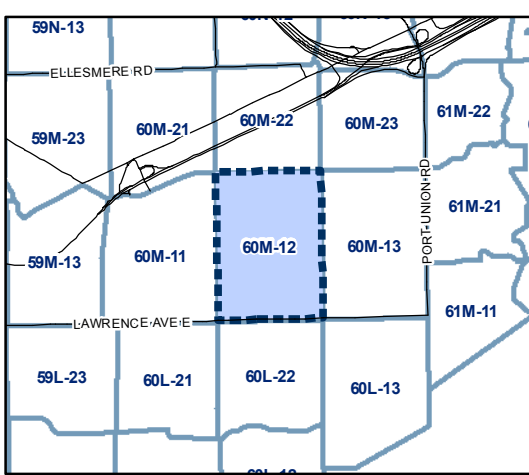 59N-13
ELLESMERE RD
59M-23
60M-21
60M-22
60M-23
61M-22
59M-13
60M-11
60M-12
60M-13
PORT UNION RD
61M-21
61M-11
LAWRENCE AVE E
59L-23
60L-21
60L-22
60L-13